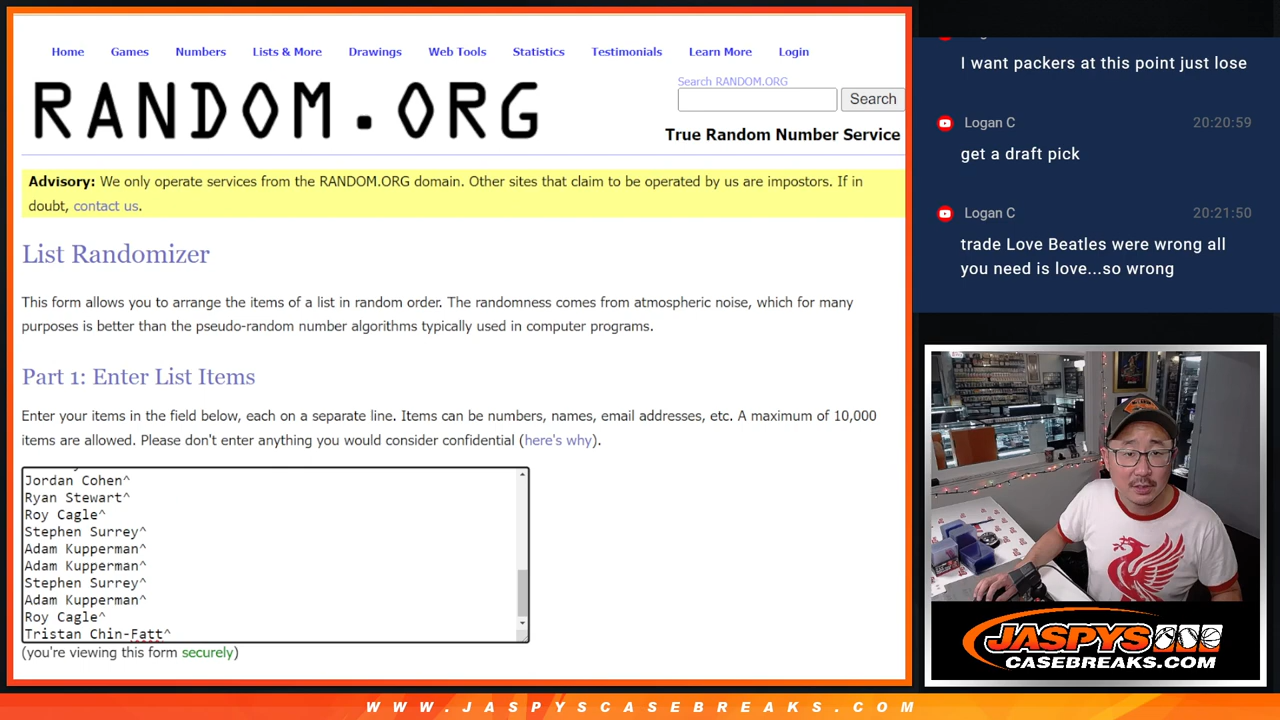 Home Games Numbers Lists & More Drawings Web Tools Statistics Testimonials Learn More Login
RANDOM.ORG
Search RANDOM.ORG
Search
True Random Number Service
Advisory: We only operate services from the RANDOM.ORG domain. Other sites that claim to be operated by us are impostors. If in
doubt, contact us.
List Randomizer
This form allows you to arrange the items of a list in random order. The randomness comes from atmospheric noise, which for many
purposes is better than the pseudo-random number algorithms typically used in computer programs.
Part 1: Enter List Items
Enter your items in the field below, each on a separate line. Items can be numbers, names, email addresses, etc. A maximum of 10,000
items are allowed. Please don't enter anything you would consider confidential (here's why).
Jordan Cohen^
Ryan Stewart^
Roy Cagle^
Stephen Surrey^
Adam Kupperman^
Adam Kupperman^
Stephen Surrey^
Adam Kupperman^
Roy Cagle^
Tristan Chin-Fatt^
(you're viewing this form securely)
I want packers at this point just lose
Logan C 20:20:59
get a draft pick
Logan C 20:21:50
trade Love Beatles were wrong all
you need is love...so wrong
JASPYS
CASEBREAKS.COM
WWW.JASPYSCASEBREAKS.COM